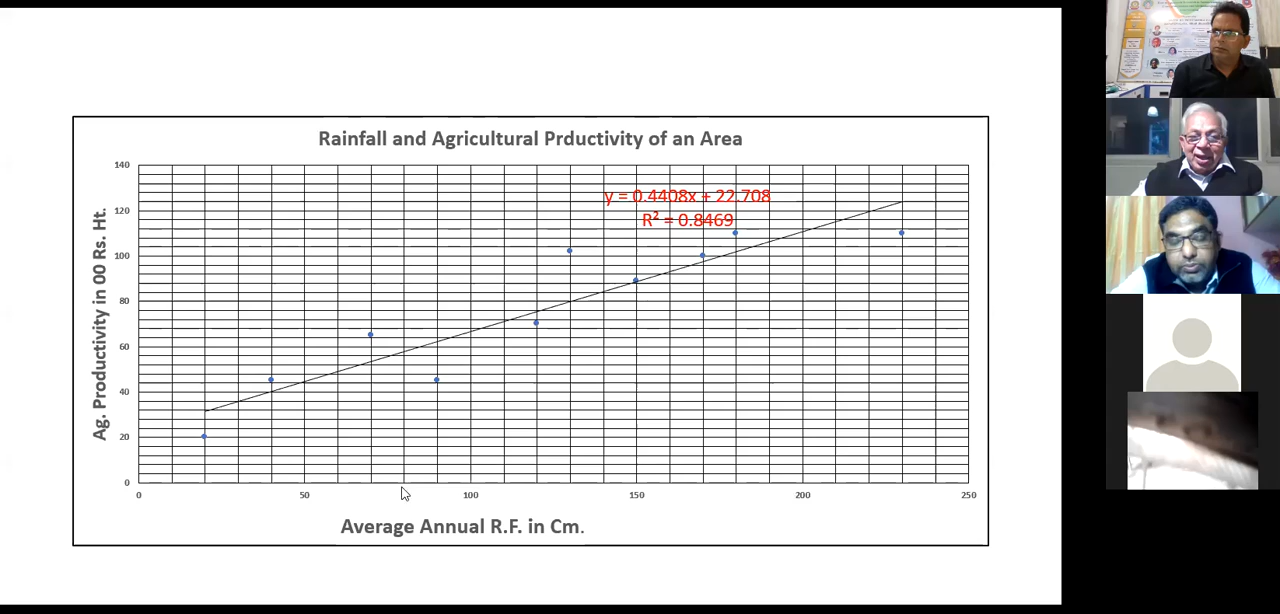 Rainfall and Agricultural Prductivity of an Area
y = 0.4408x + 22.708
R² = 0.8469
Ag. Productivity in 00 Rs. Ht.
140
120
100
80
60
40
20
0
0 50 100 150 200 250
Average Annual R.F. in Cm.